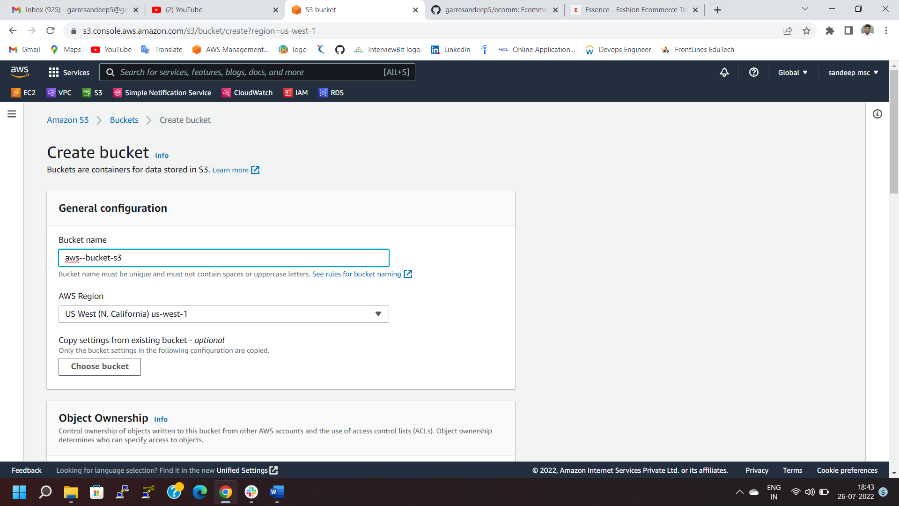 Inbox (925) - garresandeep5@g
(2) YouTube
S3 bucket
garresandeep5/ecomm: Ecomme
Essence - Fashion Ecommerce Te
s3.console.aws.amazon.com/s3/bucket/create?region=us-west-1
Gmail
Maps
YouTube
Translate
AWS Management...
logo
InterviewBit logo
LinkedIn
Online Application...
Devops Engineer
FrontLines EduTech
aws
Services
Search for services, features, blogs, docs, and more
[Alt+S]
Global
sandeep msc
EC2
VPC
S3
Simple Notification Service
CloudWatch
IAM
RDS
Amazon S3
Buckets
Create bucket
Create bucket Info
Buckets are containers for data stored in S3. Learn more
General configuration
Bucket name
aws--bucket-s3
Bucket name must be unique and must not contain spaces or uppercase letters. See rules for bucket naming
AWS Region
US West (N. California) us-west-1
Copy settings from existing bucket - optional
Only the bucket settings in the following configuration are copied.
Choose bucket
Object Ownership Info
Control ownership of objects written to this bucket from other AWS accounts and the use of access control lists (ACLs). Object ownership
determines who can specify access to objects.
Feedback
Looking for language selection? Find it in the new Unified Settings
© 2022, Amazon Internet Services Private Ltd. or its affiliates.
Privacy
Terms
Cookie preferences
ENG
IN
18:43
26-07-2022